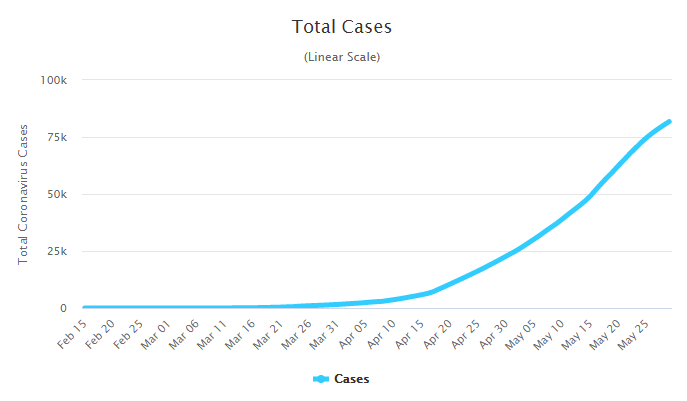 Total Cases
(Linear Scale)
Total Coronavirus Cases
100k
75k
50k
25k
0
Feb 15
Feb 20
Feb 25
Mar 01
Mar 06
Mar 11
Mar 16
Mar 21
Mar 26
Mar 31
Apr 05
Apr 10
Apr 15
Apr 20
Apr 25
Apr 30
May 05
May 10
May 15
May 20
May 25
Cases